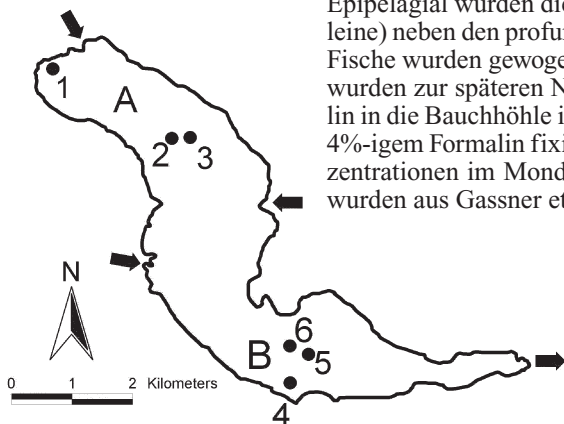 Epipelagial wurden die
leine) neben den profun
Fische wurden gewoge
wurden zur späteren N
lin in die Bauchhöhle i
4%-igem Formalin fixi
zentrationen im Mond
wurden aus Gassner et
1
A
2 3
N
6
B 5
4
0 1 2 Kilometers